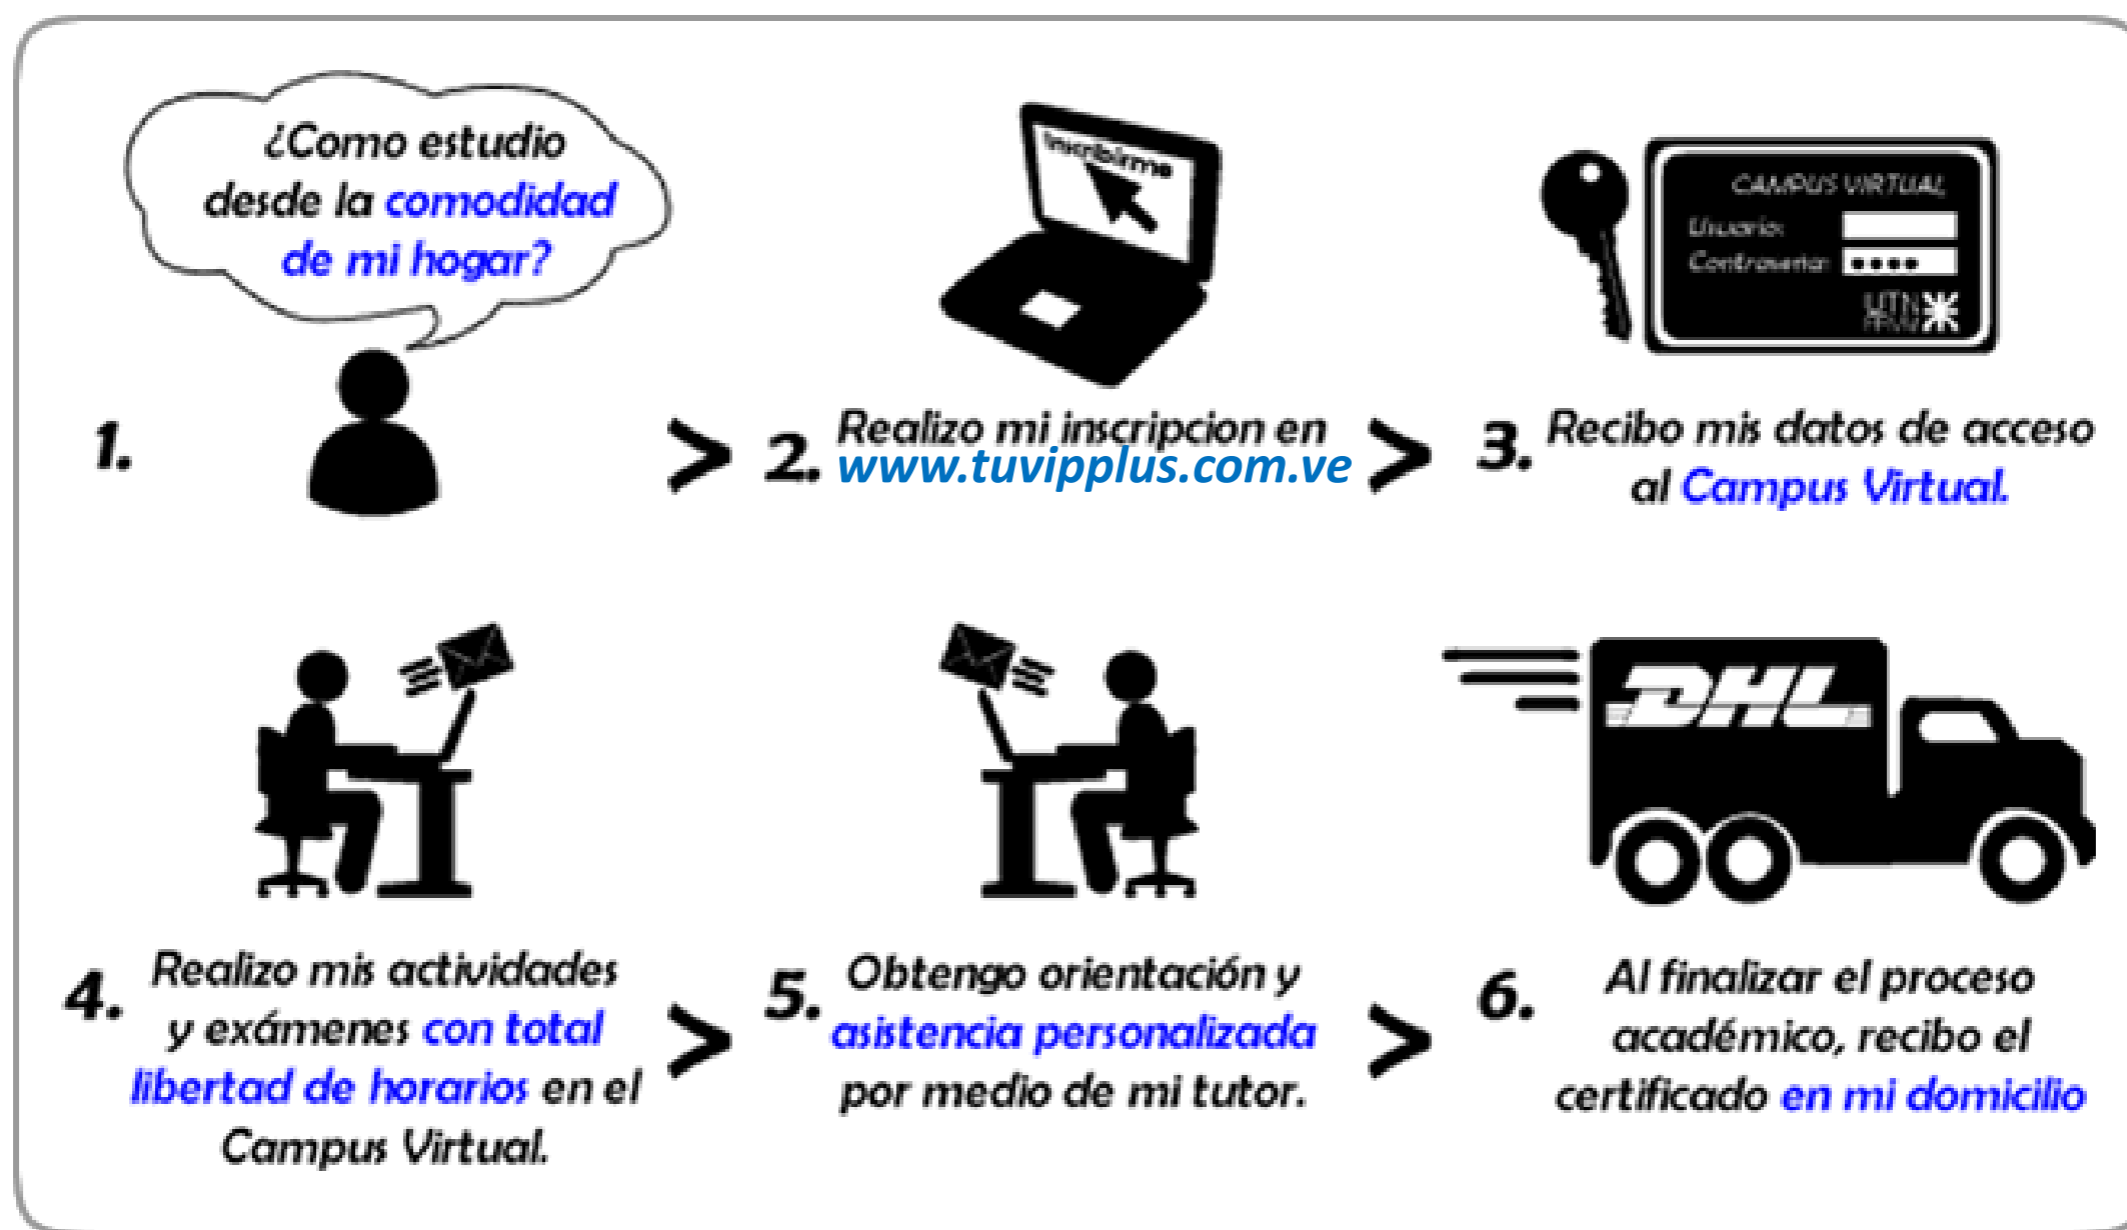 ¿Como estudio
desde la comodidad
de mi hogar?
1.
>
Inscribirme
2. Realizo mi inscripcion en
www.tuvipplus.com.ve
>
CAMPUS VIRTUAL
Usuario:
Contraseña:
UTN
3. Recibo mis datos de acceso
al Campus Virtual.
4. Realizo mis actividades
y exámenes con total
libertad de horarios en el
Campus Virtual.
>
5. Obtengo orientación y
asistencia personalizada
por medio de mi tutor.
>
DHL
6. Al finalizar el proceso
académico, recibo el
certificado en mi domicilio